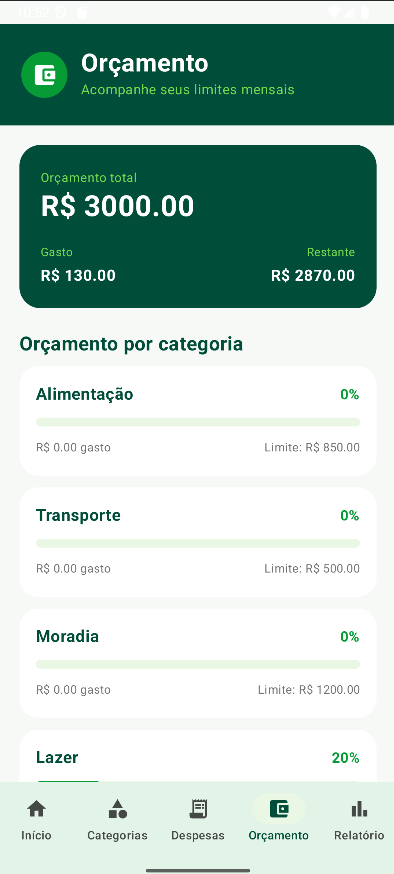 10:52
Orçamento
Acompanhe seus limites mensais
Orçamento total
R$ 3000.00
Gasto Restante
R$ 130.00 R$ 2870.00
Orçamento por categoria
Alimentação 0%
R$ 0.00 gasto Limite: R$ 850.00
Transporte 0%
R$ 0.00 gasto Limite: R$ 500.00
Moradia 0%
R$ 0.00 gasto Limite: R$ 1200.00
Lazer 20%
Início Categorias Despesas Orçamento Relatório